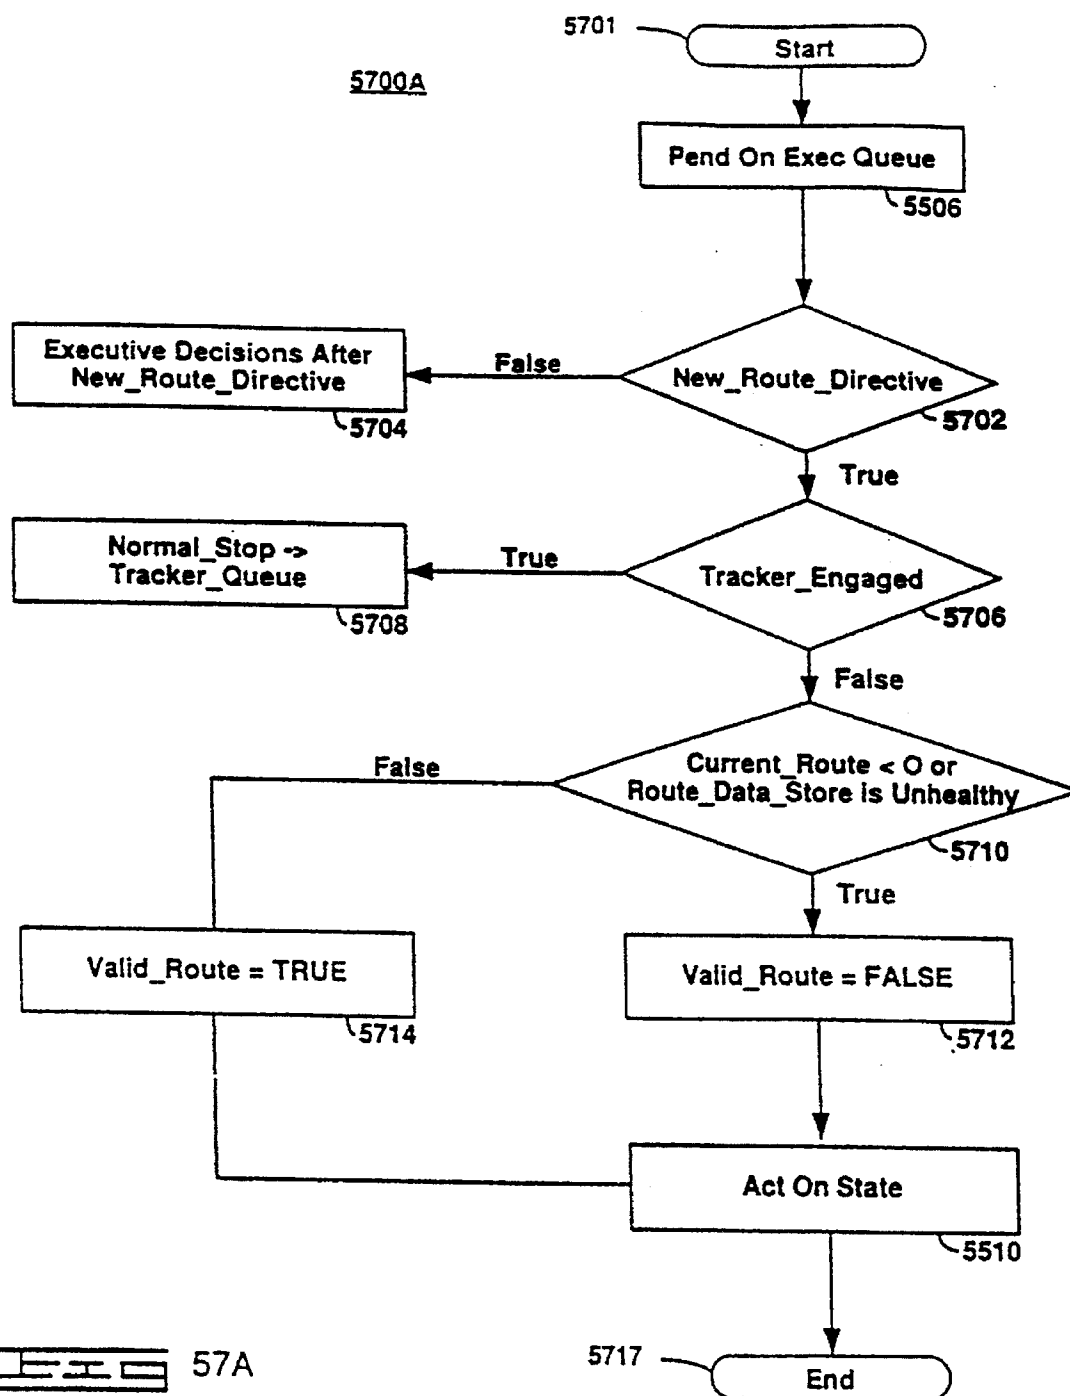 5701
Start
5700A
Pend On Exec Queue
5506
Executive Decisions After
New_Route_Directive
5704
False
New_Route_Directive
5702
True
Normal_Stop ->
Tracker_Queue
5708
True
Tracker_Engaged
5706
False
False
Current_Route < O or
Route_Data_Store is Unhealthy
5710
True
Valid_Route = TRUE
5714
Valid_Route = FALSE
5712
Act On State
5510
57A
5717
End